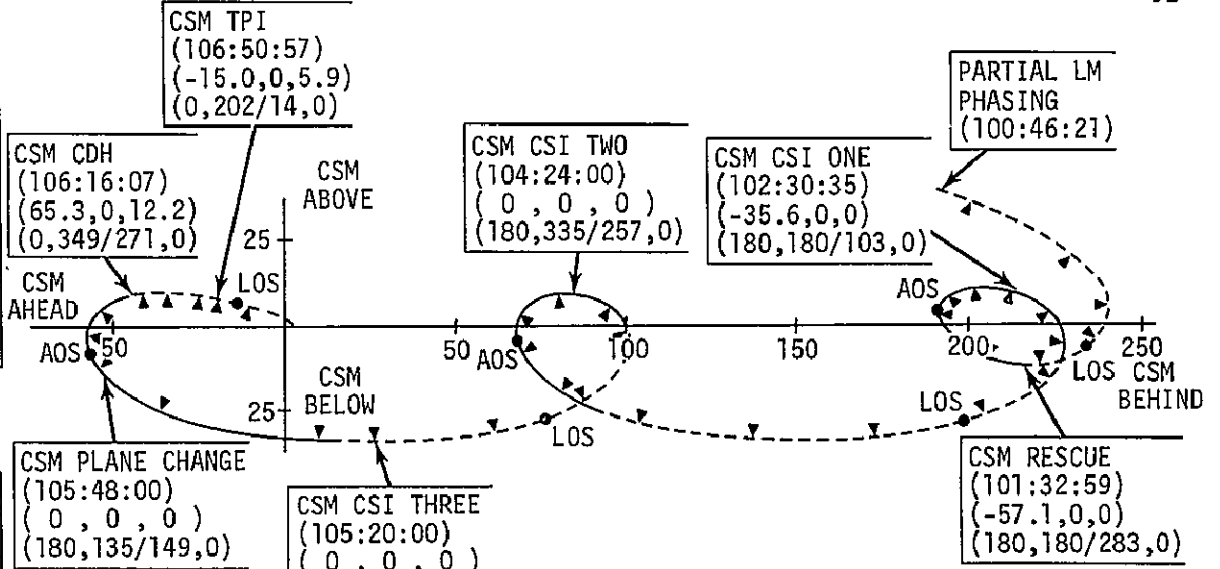 CSM TPI
(106:50:57)
(-15.0,0,5.9)
(0,202/14,0)
PARTIAL LM
PHASING
(100:46:21)
CSM CDH
(106:16:07)
(65.3,0,12.2)
(0,349/271,0)
CSM
ABOVE
CSM CSI TWO
(104:24:00)
( 0 , 0 , 0 )
(180,335/257,0)
CSM CSI ONE
(102:30:35)
(-35.6,0,0)
(180,180/103,0)
25
LOS
CSM
AHEAD
AOS
50
50
100
150
200
250
AOS
AOS
LOS
CSM
BEHIND
CSM
BELOW
25
LOS
LOS
CSM PLANE CHANGE
(105:48:00)
( 0 , 0 , 0 )
(180,135/149,0)
CSM CSI THREE
(105:20:00)
( 0 , 0 , 0 )
CSM RESCUE
(101:32:59)
(-57.1,0,0)
(180,180/283,0)